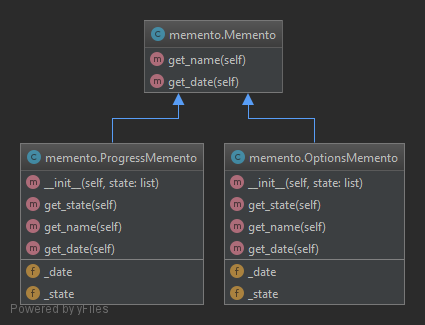 memento.Memento
get_name(self)
get_date(self)
memento.ProgressMemento
__init__(self, state: list)
get_state(self)
get_name(self)
get_date(self)
_date
_state
memento.OptionsMemento
__init__(self, state: list)
get_state(self)
get_name(self)
get_date(self)
_date
_state
Powered by yFiles